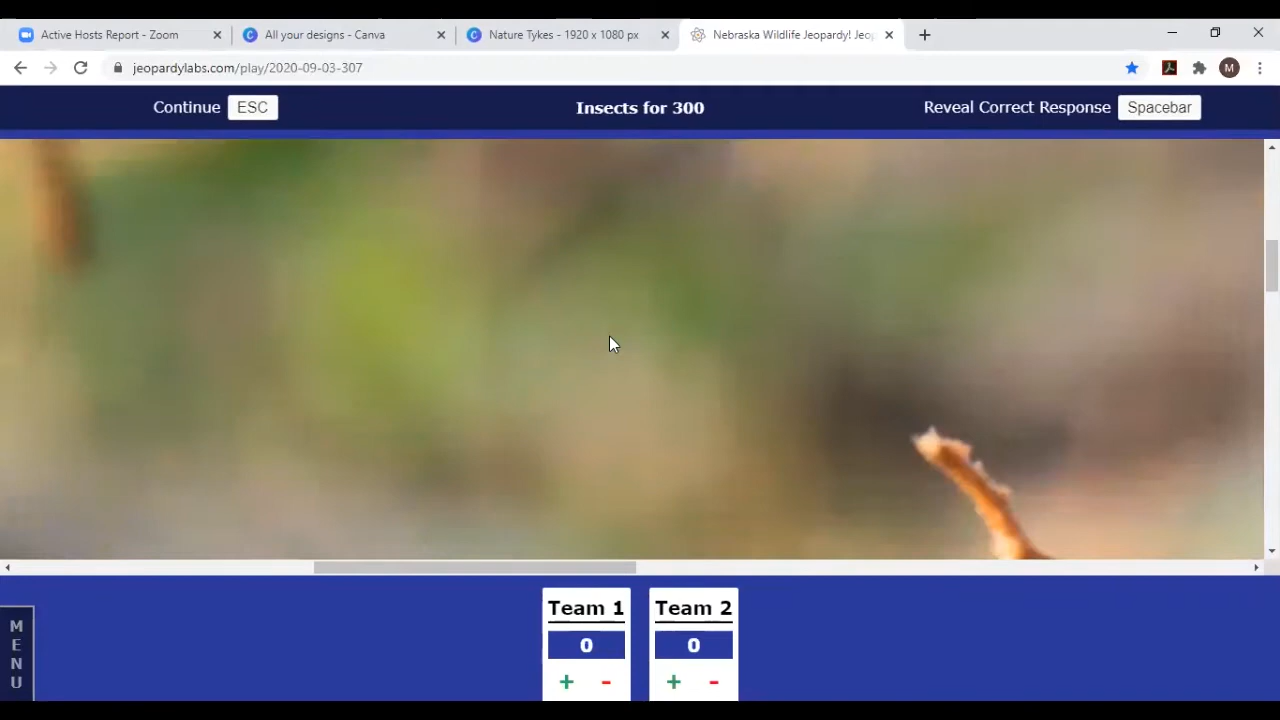 Active Hosts Report - Zoom
All your designs - Canva
Nature Tykes - 1920 x 1080 px
Nebraska Wildlife Jeopardy! Jeop
jeopardylabs.com/play/2020-09-03-307
M
Continue ESC
Insects for 300
Reveal Correct Response Spacebar
MENU
Team 1
0
+ -
Team 2
0
+ -